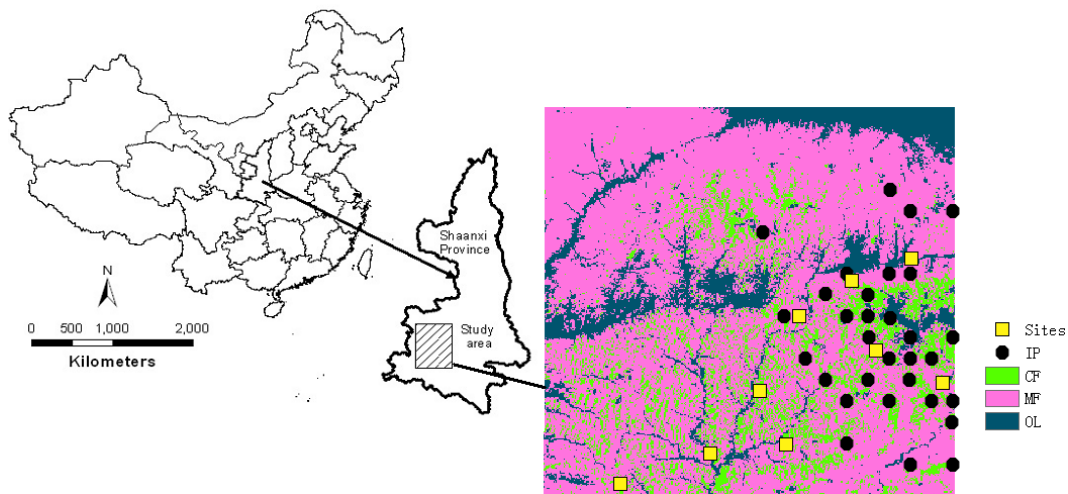 Shaanxi
Province
N
0 500 1,000 2,000
Kilometers
Study
area
Sites
IP
CF
MF
OL